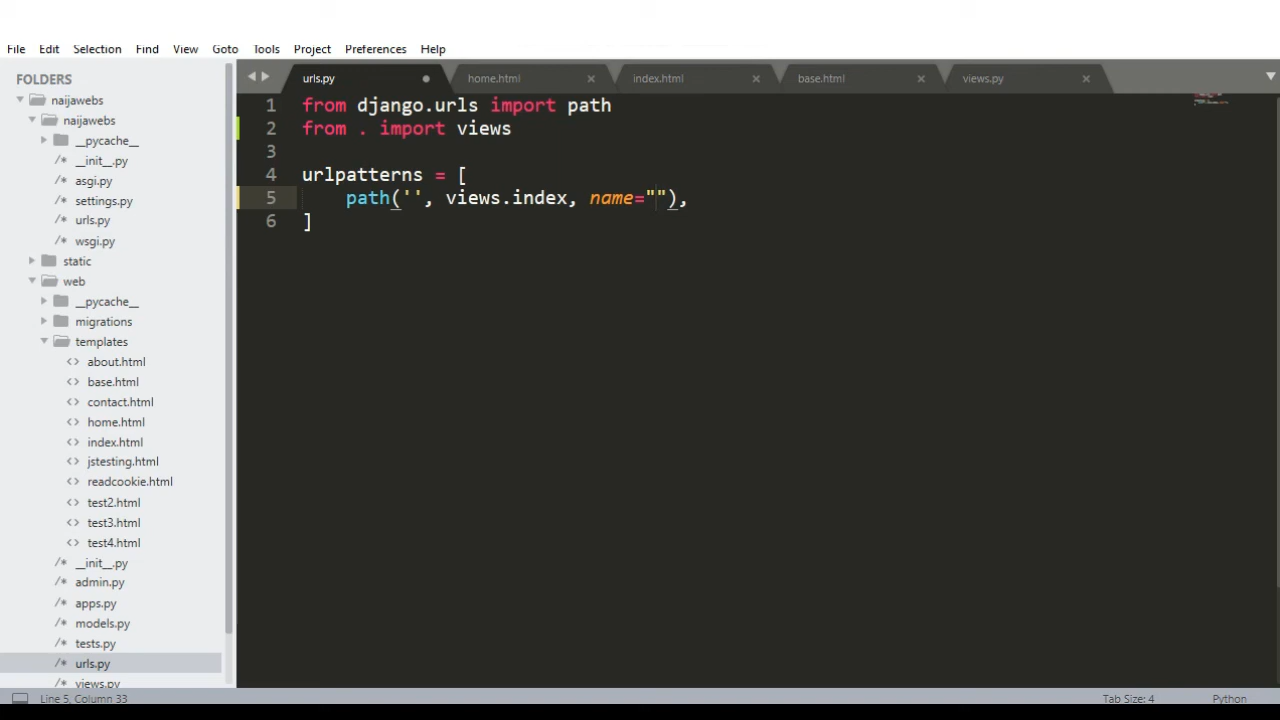 File Edit Selection Find View Goto Tools Project Preferences Help
FOLDERS
naijawebs
naijawebs
__pycache__
/* __init__.py
/* asgi.py
/* settings.py
/* urls.py
/* wsgi.py
static
web
__pycache__
migrations
templates
<> about.html
<> base.html
<> contact.html
<> home.html
<> index.html
<> jstesting.html
<> readcookie.html
<> test2.html
<> test3.html
<> test4.html
/* __init__.py
/* admin.py
/* apps.py
/* models.py
/* tests.py
/* urls.py
/* views.py
urls.py home.html index.html base.html views.py
1 from django.urls import path
2 from . import views
3
4 urlpatterns = [
5 path('', views.index, name=""),
6 ]
Line 5, Column 33 Tab Size: 4 Python